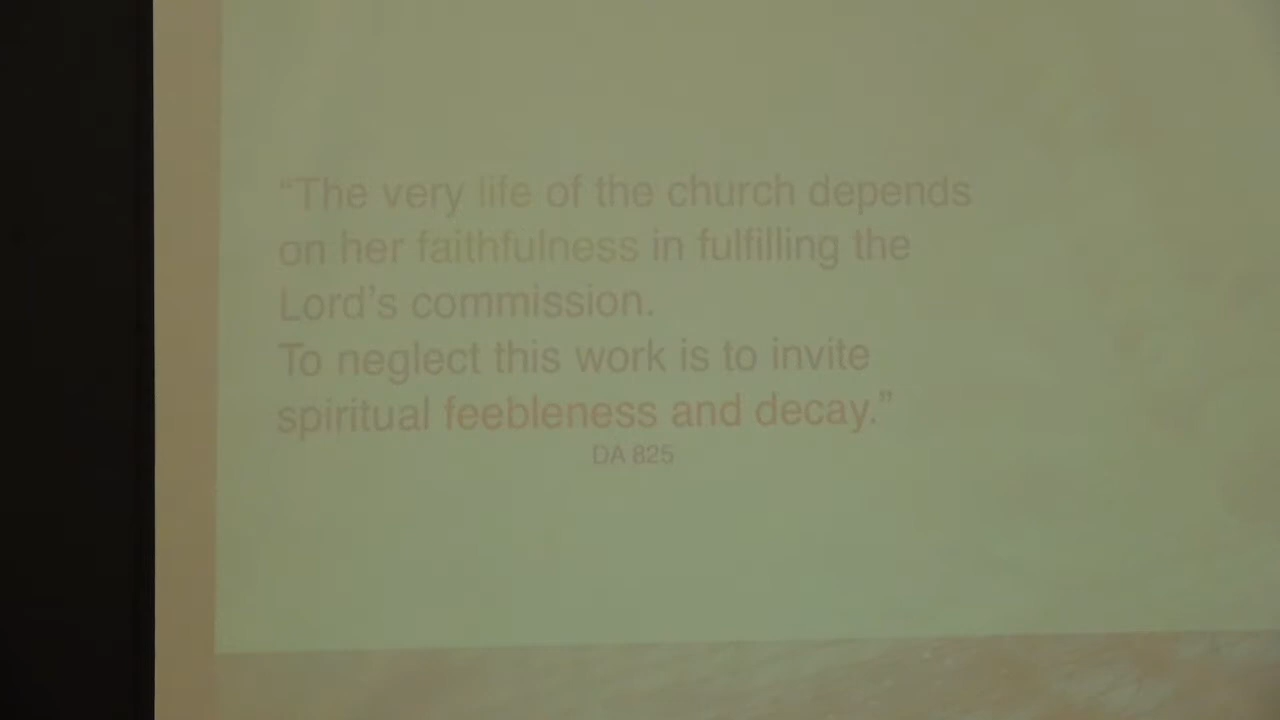 “The very life of the church depends
on her faithfulness in fulfilling the
Lord’s commission.
To neglect this work is to invite
spiritual feebleness and decay.”
DA 825